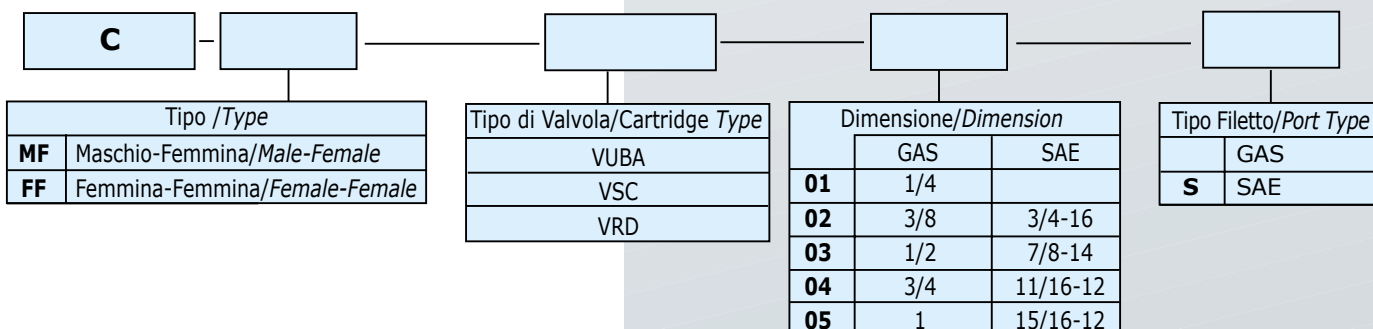 C –
Tipo /Type
MF Maschio-Femmina/Male-Female
FF Femmina-Femmina/Female-Female
Tipo di Valvola/Cartridge Type
VUBA
VSC
VRD
Dimensione/Dimension
GAS SAE
01 1/4
02 3/8 3/4-16
03 1/2 7/8-14
04 3/4 11/16-12
05 1 15/16-12
Tipo Filetto/Port Type
GAS
S SAE